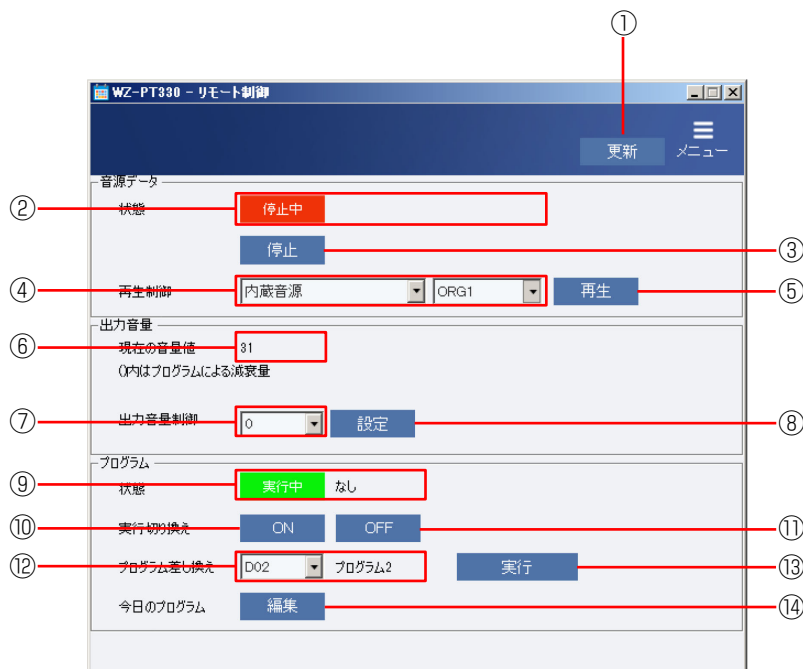 ①
WZ-PT330 - リモート制御
更新 メニュー
音源データ
② 状態 停止中
停止 ③
④ 再生制御 内蔵音源 ORG1 再生 ⑤
出力音量
⑥ 現在の音量値 31
()内はプログラムによる減衰量
⑦ 出力音量制御 0 設定 ⑧
プログラム
⑨ 状態 実行中 なし
⑩ 実行切り換え ON OFF ⑪
⑫ プログラム差し換え D02 プログラム2 実行 ⑬
今日のプログラム 編集 ⑭